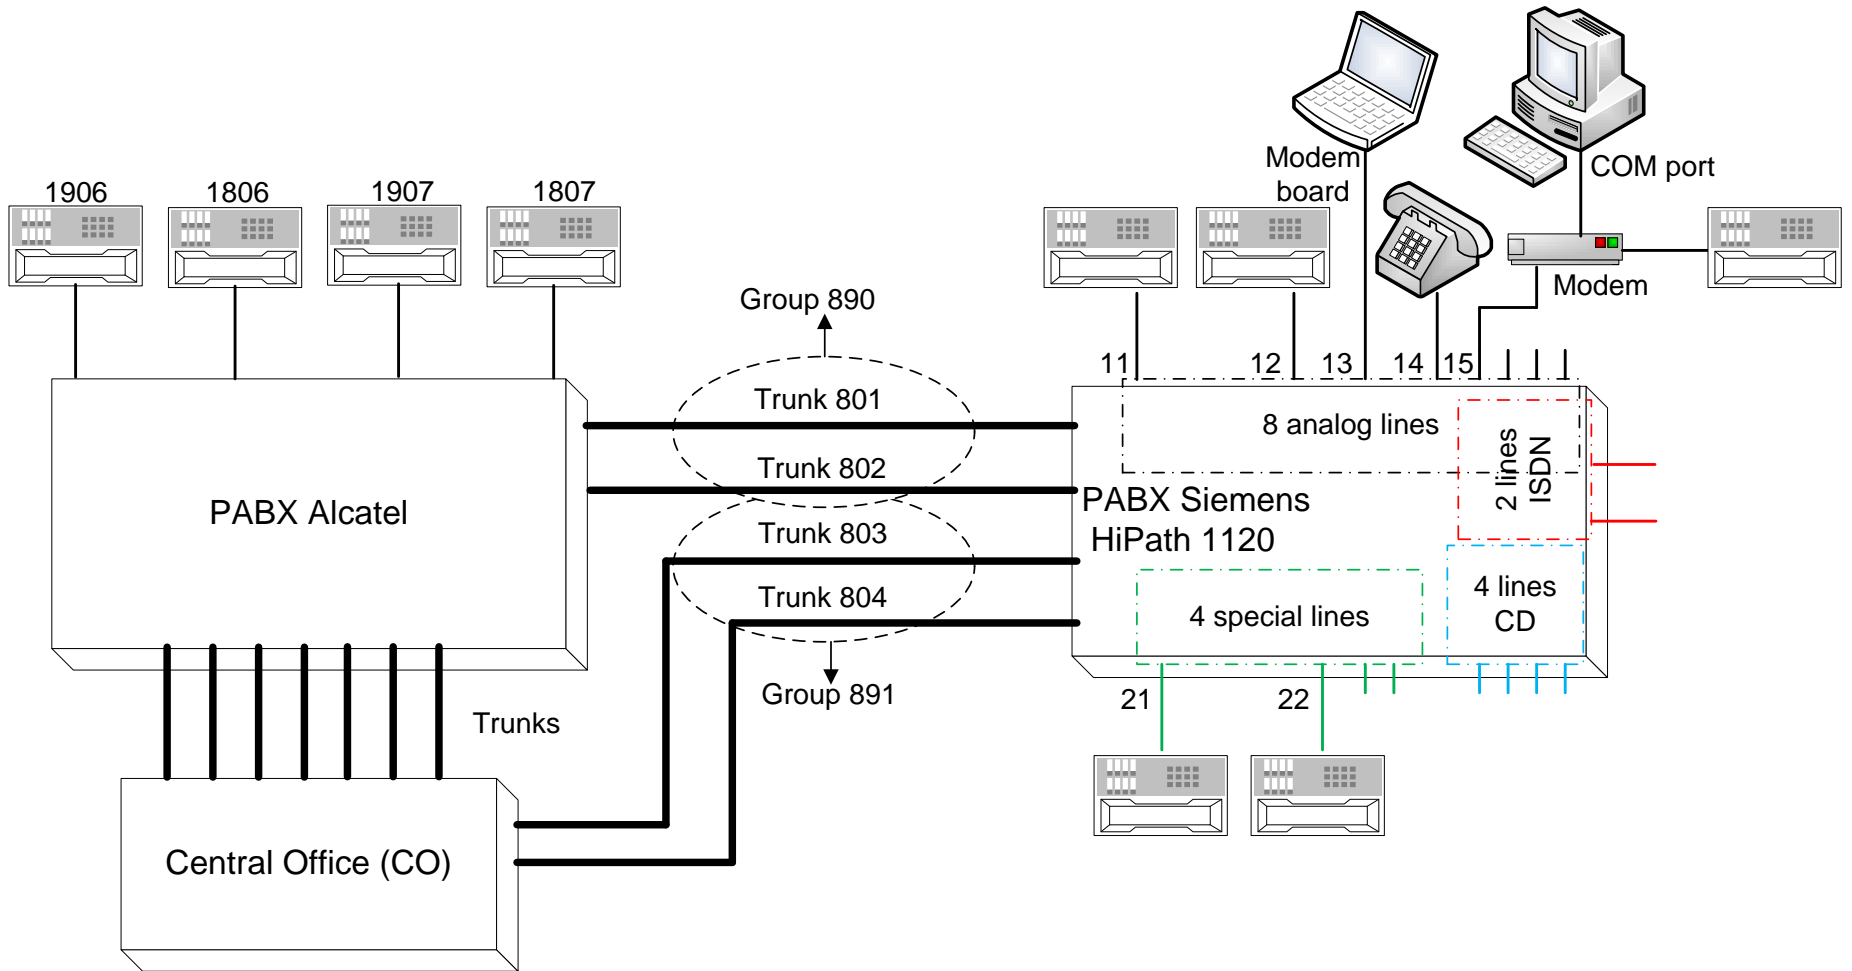 1906
1806
1907
1807
Group 890
Modem
board
COM port
Modem
11
12
13
14
15
Trunk 801
8 analog lines
2 lines
ISDN
Trunk 802
PABX Alcatel
PABX Siemens
HiPath 1120
Trunk 803
Trunk 804
4 special lines
4 lines
CD
Group 891
21
22
Trunks
Central Office (CO)